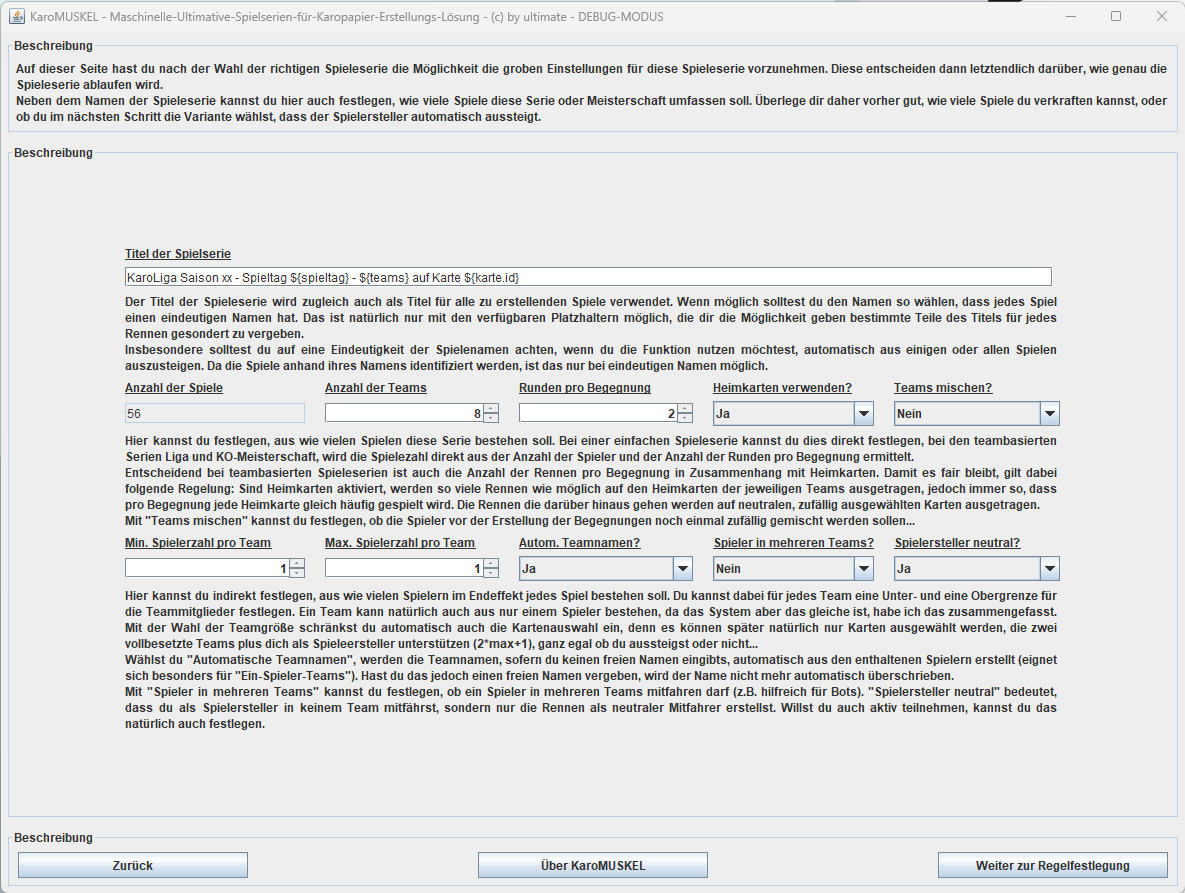 KaroMUSKEL - Maschinelle-Ultimative-Spielserien-für-Karopapier-Erstellungs-Lösung - (c) by ultimate - DEBUG-MODUS
Beschreibung
Auf dieser Seite hast du nach der Wahl der richtigen Spieleserie die Möglichkeit die groben Einstellungen für diese Spieleserie vorzunehmen. Diese entscheiden dann letztendlich darüber, wie genau die
Spieleserie ablaufen wird.
Neben dem Namen der Spieleserie kannst du hier auch festlegen, wie viele Spiele diese Serie oder Meisterschaft umfassen soll. Überlege dir daher vorher gut, wie viele Spiele du verkraften kannst, oder
ob du im nächsten Schritt die Variante wählst, dass der Spielersteller automatisch aussteigt.
Beschreibung
Titel der Spielserie
KaroLiga Saison xx - Spieltag ${spieltag} - ${teams} auf Karte ${karte.id}
Der Titel der Spieleserie wird zugleich auch als Titel für alle zu erstellenden Spiele verwendet. Wenn möglich solltest du den Namen so wählen, dass jedes Spiel
einen eindeutigen Namen hat. Das ist natürlich nur mit den verfügbaren Platzhaltern möglich, die dir die Möglichkeit geben bestimmte Teile des Titels für jedes
Rennen gesondert zu vergeben.
Insbesondere solltest du auf eine Eindeutigkeit der Spielenamen achten, wenn du die Funktion nutzen möchtest, automatisch aus einigen oder allen Spielen
auszusteigen. Da die Spiele anhand ihres Namens identifiziert werden, ist das nur bei eindeutigen Namen möglich.
Anzahl der Spiele Anzahl der Teams Runden pro Begegnung Heimkarten verwenden? Teams mischen?
56 8 2 Ja Nein
Hier kannst du festlegen, aus wie vielen Spielen diese Serie bestehen soll. Bei einer einfachen Spieleserie kannst du dies direkt festlegen, bei den teambasierten
Serien Liga und KO-Meisterschaft, wird die Spielezahl direkt aus der Anzahl der Spieler und der Anzahl der Runden pro Begegnung ermittelt.
Entscheidend bei teambasierten Spieleserien ist auch die Anzahl der Rennen pro Begegnung in Zusammenhang mit Heimkarten. Damit es fair bleibt, gilt dabei
folgende Regelung: Sind Heimkarten aktiviert, werden so viele Rennen wie möglich auf den Heimkarten der jeweiligen Teams ausgetragen, jedoch immer so, dass
pro Begegnung jede Heimkarte gleich häufig gespielt wird. Die Rennen die darüber hinaus gehen werden auf neutralen, zufällig ausgewählten Karten ausgetragen.
Mit "Teams mischen" kannst du festlegen, ob die Spieler vor der Erstellung der Begegnungen noch einmal zufällig gemischt werden sollen...
Min. Spielerzahl pro Team Max. Spielerzahl pro Team Autom. Teamnamen? Spieler in mehreren Teams? Spielersteller neutral?
1 1 Ja Nein Ja
Hier kannst du indirekt festlegen, aus wie vielen Spielern im Endeffekt jedes Spiel bestehen soll. Du kannst dabei für jedes Team eine Unter- und eine Obergrenze für
die Teammitglieder festlegen. Ein Team kann natürlich auch aus nur einem Spieler bestehen, da das System aber das gleiche ist, habe ich das zusammengefasst.
Mit der Wahl der Teamgröße schränkst du automatisch auch die Kartenauswahl ein, denn es können später natürlich nur Karten ausgewählt werden, die zwei
vollbesetzte Teams plus dich als Spieleersteller unterstützen (2*max+1), ganz egal ob du aussteigst oder nicht...
Wählst du "Automatische Teamnamen", werden die Teamnamen, sofern du keinen freien Namen eingibts, automatisch aus den enthaltenen Spielern erstellt (eignet
sich besonders für "Ein-Spieler-Teams"). Hast du das jedoch einen freien Namen vergeben, wird der Name nicht mehr automatisch überschrieben.
Mit "Spieler in mehreren Teams" kannst du festlegen, ob ein Spieler in mehreren Teams mitfahren darf (z.B. hilfreich für Bots). "Spielersteller neutral" bedeutet,
dass du als Spielersteller in keinem Team mitfährst, sondern nur die Rennen als neutraler Mitfahrer erstellst. Willst du auch aktiv teilnehmen, kannst du das
natürlich auch festlegen.
Beschreibung
Zurück Über KaroMUSKEL Weiter zur Regelfestlegung